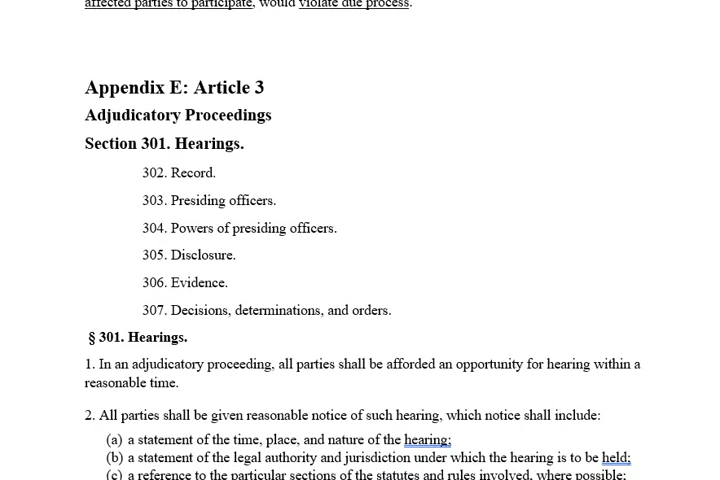 affected parties to participate, would violate due process.
Appendix E: Article 3
Adjudicatory Proceedings
Section 301. Hearings.
302. Record.
303. Presiding officers.
304. Powers of presiding officers.
305. Disclosure.
306. Evidence.
307. Decisions, determinations, and orders.
§ 301. Hearings.
1. In an adjudicatory proceeding, all parties shall be afforded an opportunity for hearing within a
reasonable time.
2. All parties shall be given reasonable notice of such hearing, which notice shall include:
(a) a statement of the time, place, and nature of the hearing;
(b) a statement of the legal authority and jurisdiction under which the hearing is to be held;
(c) a reference to the particular sections of the statutes and rules involved, where possible;